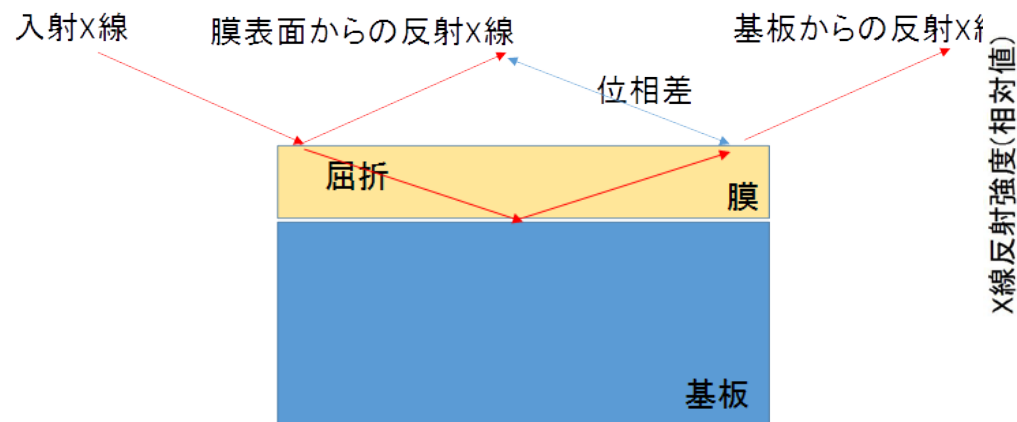 入射X線
膜表面からの反射X線
基板からの反射X
位相差
屈折
膜
基板
X線反射強度(相対値)